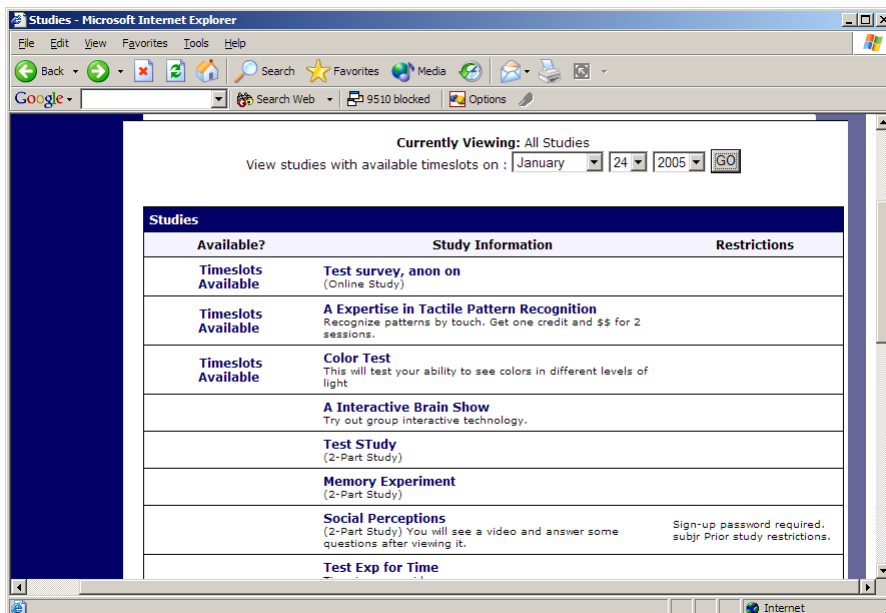 Studies - Microsoft Internet Explorer
File Edit View Favorites Tools Help
Back Search Favorites Media
Google Search Web 9510 blocked Options
Currently Viewing: All Studies
View studies with available timeslots on : January 24 2005 GO
Studies
Available? Study Information Restrictions
Timeslots Available
Test survey, anon on
(Online Study)
Timeslots Available
A Expertise in Tactile Pattern Recognition
Recognize patterns by touch. Get one credit and $$ for 2
sessions.
Timeslots Available
Color Test
This will test your ability to see colors in different levels of
light
A Interactive Brain Show
Try out group interactive technology.
Test STudy
(2-Part Study)
Memory Experiment
(2-Part Study)
Social Perceptions
(2-Part Study) You will see a video and answer some
questions after viewing it.
Sign-up password required.
subjr Prior study restrictions.
Test Exp for Time
Internet